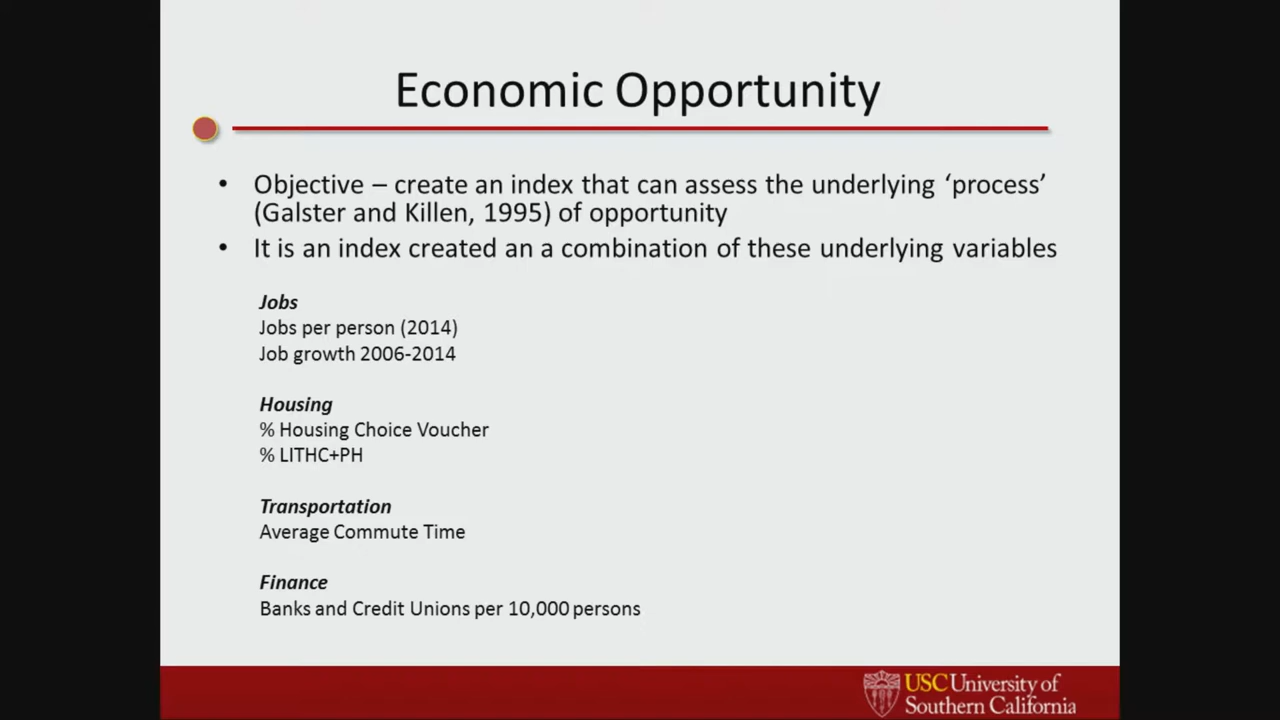 Economic Opportunity
• Objective – create an index that can assess the underlying ‘process’
(Galster and Killen, 1995) of opportunity
• It is an index created an a combination of these underlying variables
Jobs
Jobs per person (2014)
Job growth 2006-2014
Housing
% Housing Choice Voucher
% LITHC+PH
Transportation
Average Commute Time
Finance
Banks and Credit Unions per 10,000 persons
USC University of
Southern California